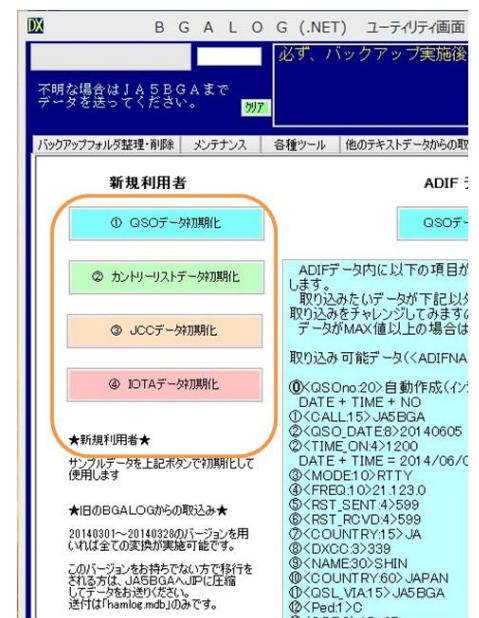 DX B G A L O G (.NET) ユーティリティ画面
必ず、バックアップ実施後
不明な場合はJA5BGAまで
データを送ってください。
クリア
バックアップフォルダ整理・削除 メンテナンス 各種ツール 他のテキストデータからの取
新規利用者
① QSOデータ初期化
② カントリーリストデータ初期化
③ JCCデータ初期化
④ IOTAデータ初期化
★新規利用者★
サンプルデータを上記ボタンで初期化して
使用します
★旧のBGALOGからの取込み★
20140301~20140328のバージョンを用
いれば全ての変換が実施可能です。
このバージョンをお持ちでない方で移行を
される方は、JA5BGAへJIPに圧縮
してデータをお送りください。
送付は「hamlog.mdb」のみです。
ADIF
QSOデー
ADIFデータ内に以下の項目が
します。
取り込みたいデータが下記以外
取り込みをチャレンジしてみます
データがMAX値以上の場合は
取り込み可能データ(<ADIFNA
⓪<QSOno:20>自動作成(イン
DATE + TIME + NO
①<CALL:15>JA5BGA
②<QSO_DATE:8>20140605
②<TIME_ON:4>1200
DATE + TIME = 2014/06/0
③<MODE:10>RTTY
④<FREQ:10>21.123.0
⑤<RST_SENT:4>599
⑥<RST_RCVD:4>599
⑦<COUNTRY:15>JA
⑧<DXCC:3>339
⑨<NAME:30>SHIN
⑩<COUNTRY:60>JAPAN
⑪<QSL_VIA:15>JA5BGA
⑫<Ped:1>C